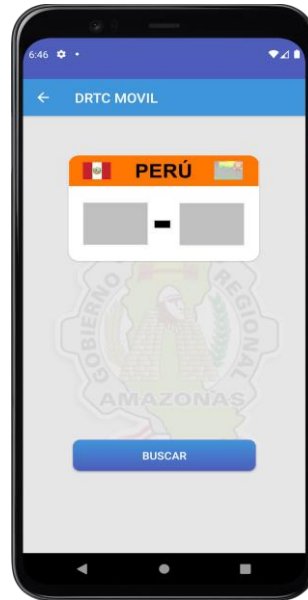 6:46
DRTC MOVIL
PERÚ
-
GOBIERNO REGIONAL
AMAZONAS
BUSCAR